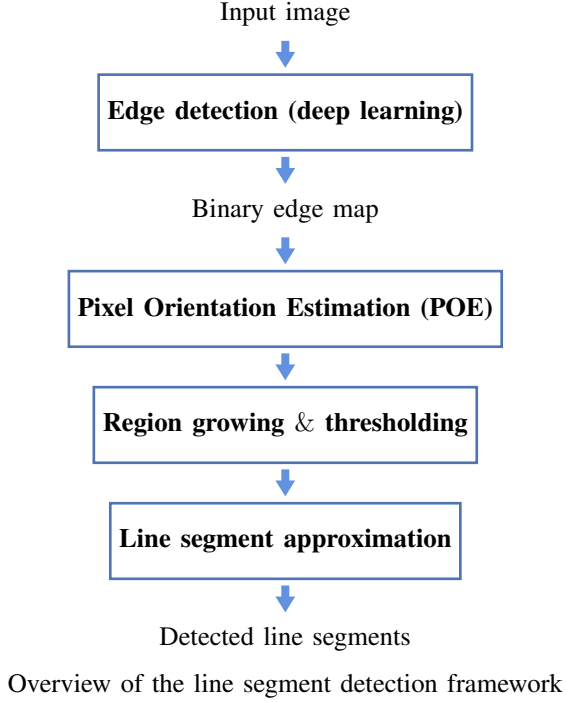 Input image
Edge detection (deep learning)
Binary edge map
Pixel Orientation Estimation (POE)
Region growing & thresholding
Line segment approximation
Detected line segments
Overview of the line segment detection framework